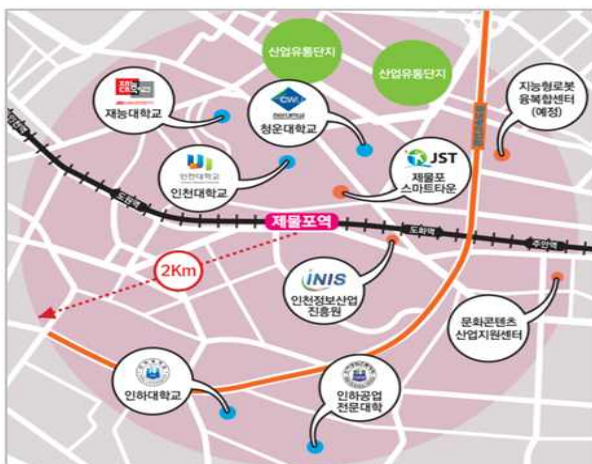 산업유통단지
산업유통단지
지능형로봇
융복합센터
(예정)
재능대학교
CWU
청운대학교
인천대학교
JST
제물포
스마트타운
도원역
제물포역
도화역
주안역
2Km
iNIS
인천정보산업
진흥원
문화콘텐츠
산업지원센터
인하대학교
인하공업
전문대학